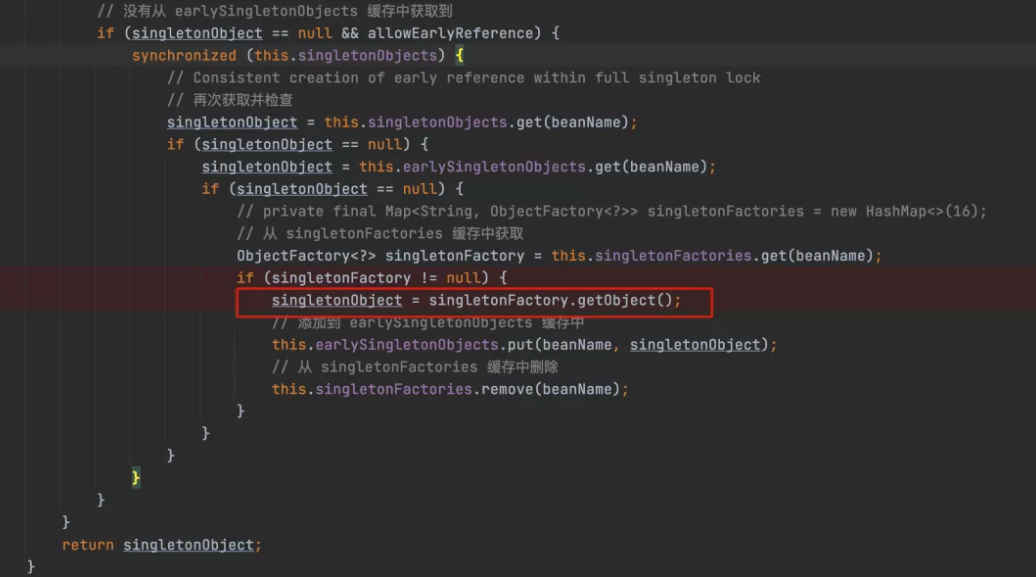 // 没有从 earlySingletonObjects 缓存中获取到
if (singletonObject == null && allowEarlyReference) {
synchronized (this.singletonObjects) {
// Consistent creation of early reference within full singleton lock
// 再次获取并检查
singletonObject = this.singletonObjects.get(beanName);
if (singletonObject == null) {
singletonObject = this.earlySingletonObjects.get(beanName);
if (singletonObject == null) {
// private final Map<String, ObjectFactory<?>> singletonFactories = new HashMap<>(16);
// 从 singletonFactories 缓存中获取
ObjectFactory<?> singletonFactory = this.singletonFactories.get(beanName);
if (singletonFactory != null) {
singletonObject = singletonFactory.getObject();
// 添加到 earlySingletonObjects 缓存中
this.earlySingletonObjects.put(beanName, singletonObject);
// 从 singletonFactories 缓存中删除
this.singletonFactories.remove(beanName);
}
}
}
}
}
}
return singletonObject;
}